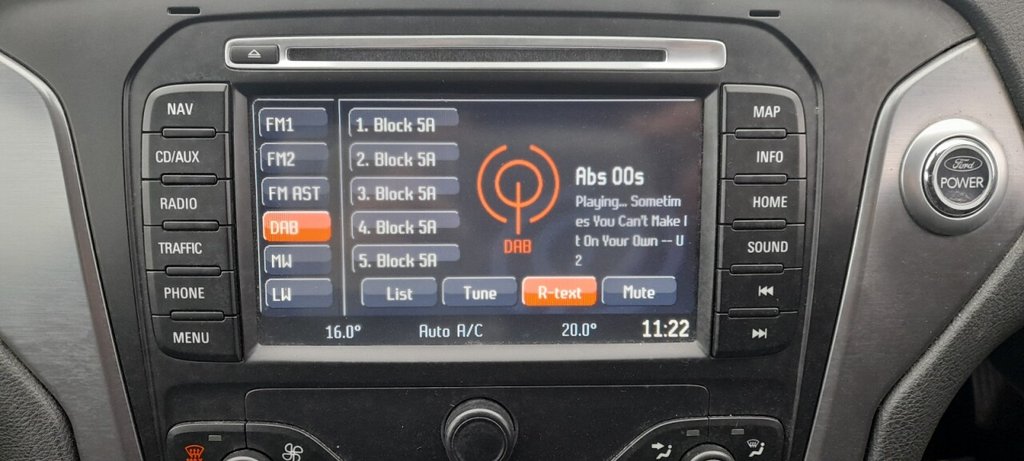 NAV
CD/AUX
RADIO
TRAFFIC
PHONE
MENU
FM1
FM2
FM AST
DAB
MW
LW
1. Block 5A
2. Block 5A
3. Block 5A
4. Block 5A
5. Block 5A
DAB
Abs 00s
Playing... Sometim
es You Can't Make I
t On Your Own -- U
2
List Tune R-text Mute
16.0° Auto A/C 20.0° 11:22
MAP
INFO
HOME
SOUND
Ford
POWER